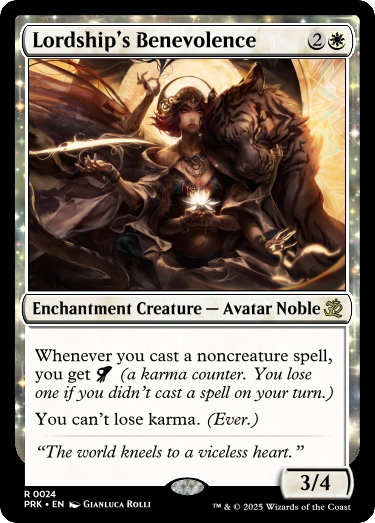 Lordship's Benevolence 2
Enchantment Creature — Avatar Noble
Whenever you cast a noncreature spell,
you get (a karma counter. You lose
one if you didn't cast a spell on your turn.)
You can't lose karma. (Ever.)
"The world kneels to a viceless heart."
3/4
R 0024
PRK • EN Gianluca Rolli
™ & © 2025 Wizards of the Coast